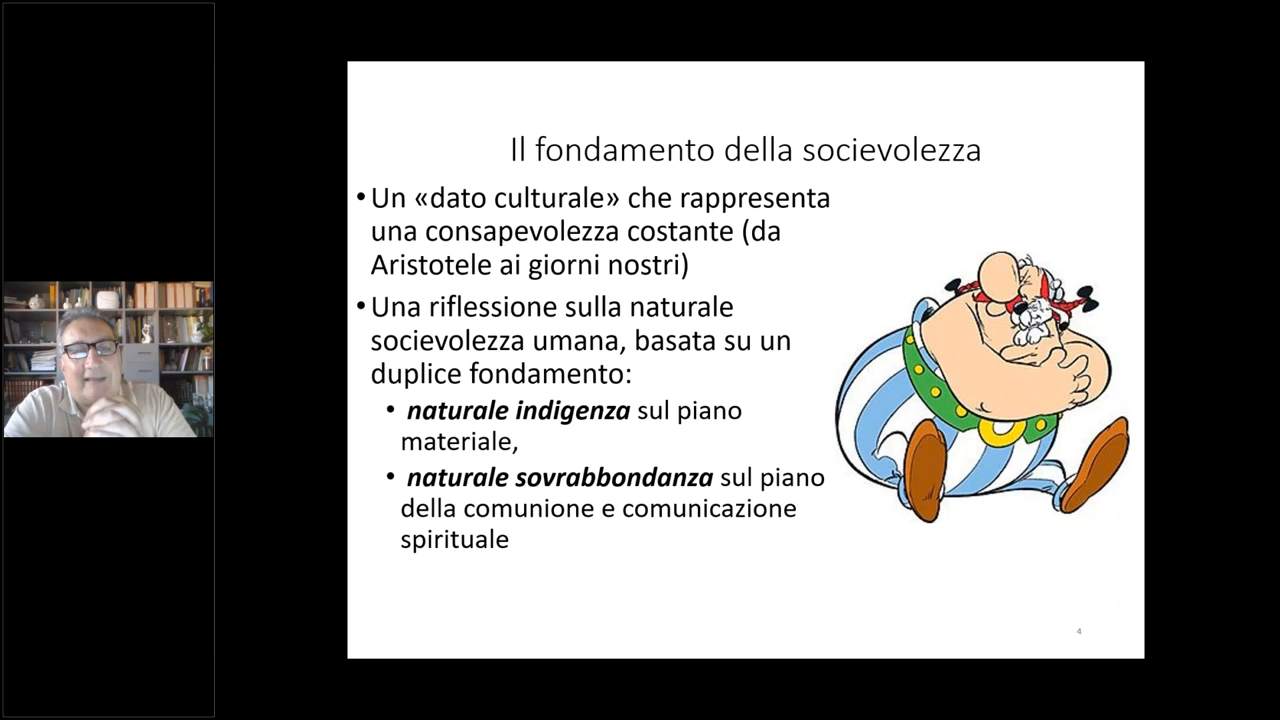 Il fondamento della socievolezza
• Un «dato culturale» che rappresenta
una consapevolezza costante (da
Aristotele ai giorni nostri)
• Una riflessione sulla naturale
socievolezza umana, basata su un
duplice fondamento:
• naturale indigenza sul piano
materiale,
• naturale sovrabbondanza sul piano
della comunione e comunicazione
spirituale
4